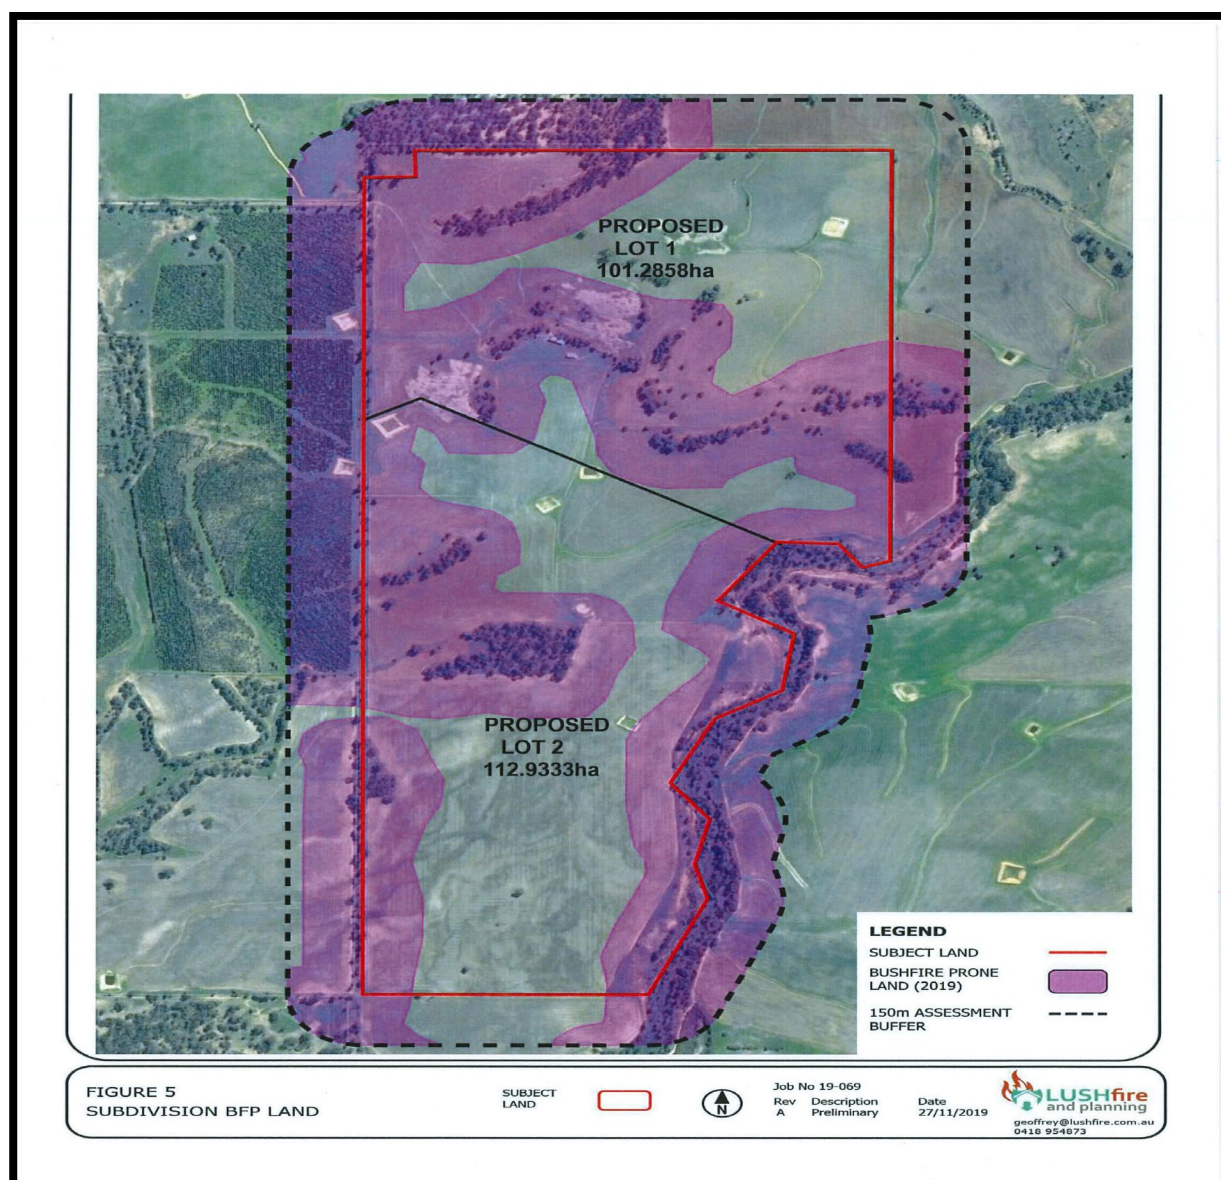 PROPOSED
LOT 1
101.2858ha
PROPOSED
LOT 2
112.9333ha
LEGEND
SUBJECT LAND
BUSHFIRE PRONE
LAND (2019)
150m ASSESSMENT
BUFFER
FIGURE 5
SUBDIVISION BFP LAND
SUBJECT
LAND
N
Job No 19-069
Rev Description Date
A Preliminary 27/11/2019
LUSHfire
and planning
geoffrey@lushfire.com.au
0418 954873